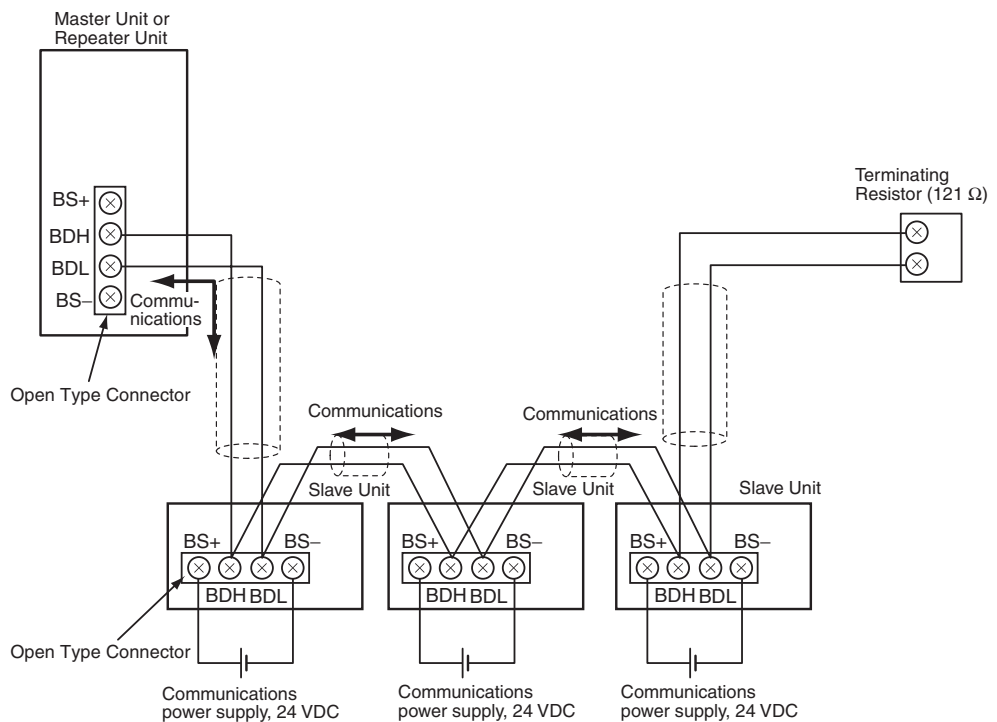 Master Unit or
Repeater Unit
BS+
BDH
BDL
BS–
Commu-
nications
Open Type Connector
Terminating
Resistor (121 Ω)
Communications
Communications
Slave Unit
Slave Unit
Slave Unit
BS+
BS–
BDH BDL
BS+
BS–
BDH BDL
BS+
BS–
BDH BDL
Open Type Connector
Communications
power supply, 24 VDC
Communications
power supply, 24 VDC
Communications
power supply, 24 VDC